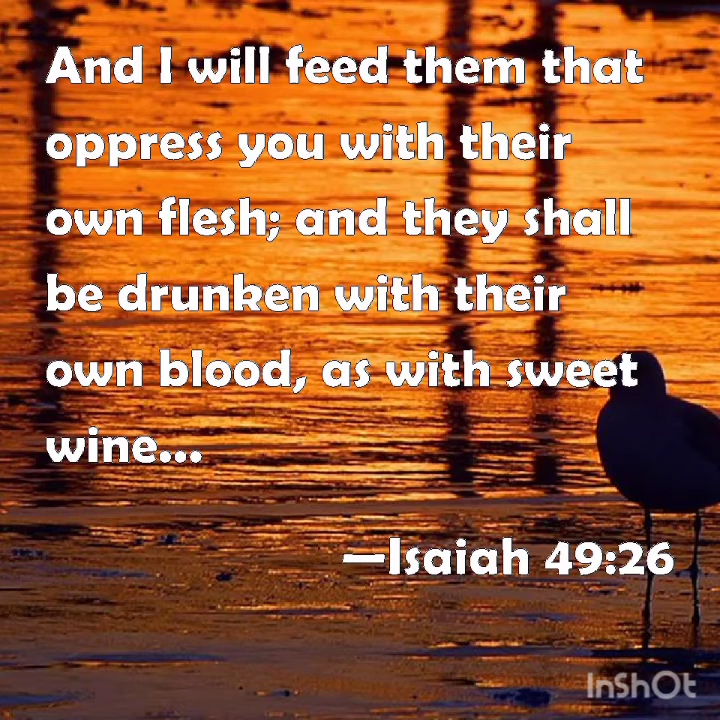 And I will feed them that
oppress you with their
own flesh; and they shall
be drunken with their
own blood, as with sweet
wine...
—Isaiah 49:26
InShOt